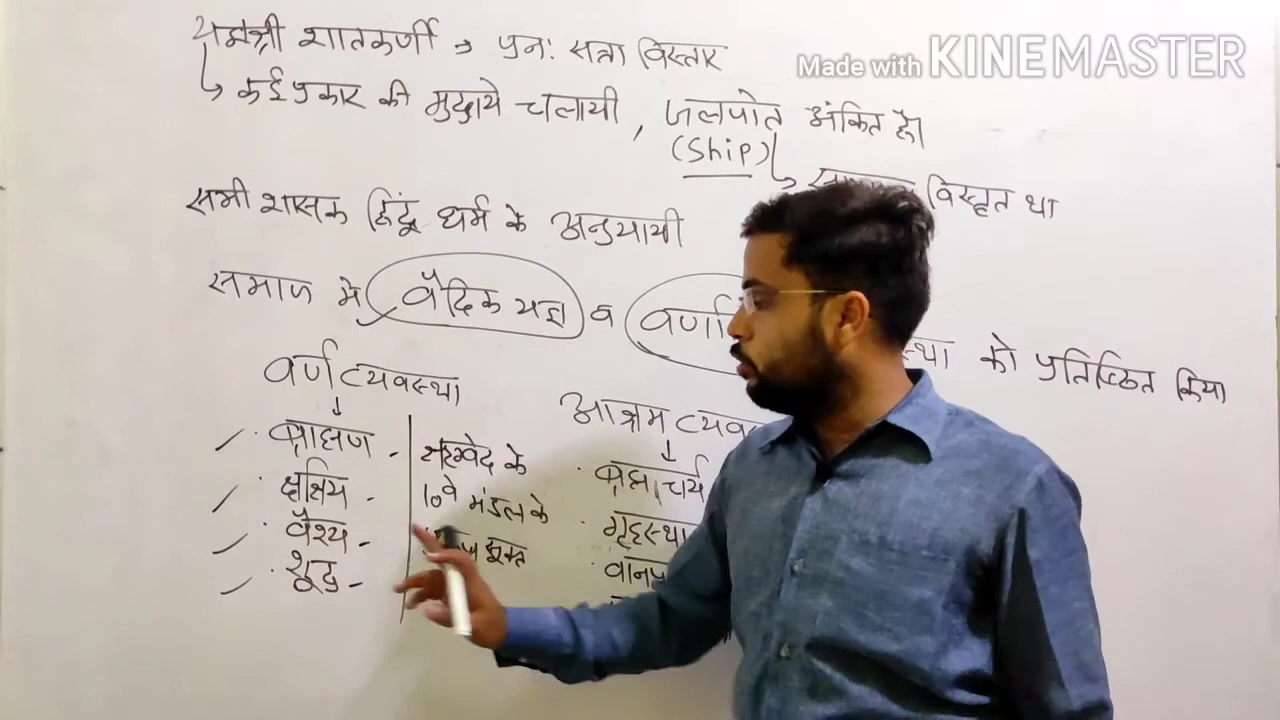 Made with KINEMASTER
यज्ञश्री शातकर्णी → पुनः सत्ता विस्तार
↳ कई प्रकार की मुद्राये चलायी, जलपोत अंकित है।
(Ship)
↳ विस्तृत था
सभी शासक हिंदू धर्म के अनुयायी
समाज में वैदिक यज्ञ व को प्रतिष्ठित किया
वर्ण व्यवस्था
↓
ब्राह्मण -
क्षत्रिय -
वैश्य -
शूद्र -
ऋग्वेद के
10वे मंडल के
सूक्त
आश्रम
↓
ब्रह्मचर्य
गृहस्था